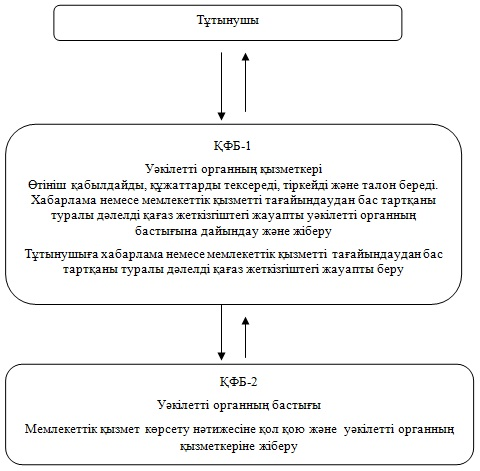 Тұтынушы
ҚФБ-1
Уәкілетті органның қызметкері
Өтініш қабылдайды, құжаттарды тексереді, тіркейді және талон береді.
Хабарлама немесе мемлекеттік қызметті тағайындаудан бас тартқаны
туралы дәлелді қағаз жеткізгіштегі жауапты уәкілетті органның
бастығына дайындау және жіберу
Тұтынушыға хабарлама немесе мемлекеттік қызметті тағайындаудан бас
тартқаны туралы дәлелді қағаз жеткізгіштегі жауапты беру
ҚФБ-2
Уәкілетті органның бастығы
Мемлекеттік қызмет көрсету нәтижесіне қол қою және уәкілетті органның
қызметкеріне жіберу